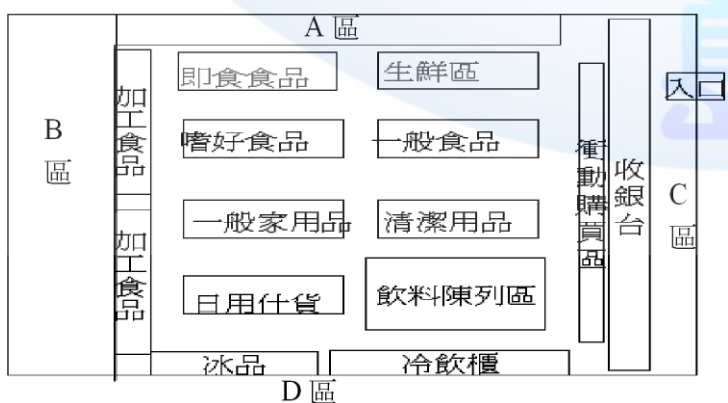 A 區
即食食品
生鮮區
入口
加工食品
B
區
嗜好食品
一般食品
衝動購買區
收銀台
C
區
一般家用品
清潔用品
加工食品
日用什貨
飲料陳列區
冰品
冷飲櫃
D 區